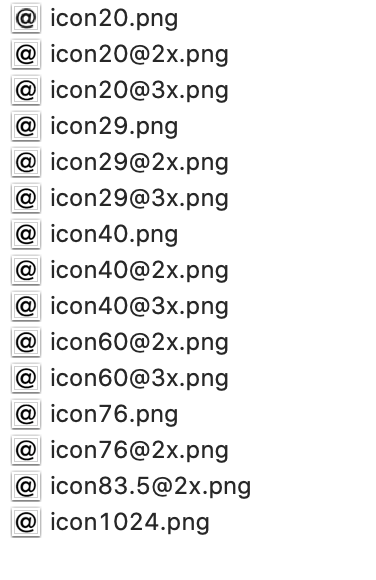 @ icon20.png
@ icon20@2x.png
@ icon20@3x.png
@ icon29.png
@ icon29@2x.png
@ icon29@3x.png
@ icon40.png
@ icon40@2x.png
@ icon40@3x.png
@ icon60@2x.png
@ icon60@3x.png
@ icon76.png
@ icon76@2x.png
@ icon83.5@2x.png
@ icon1024.png